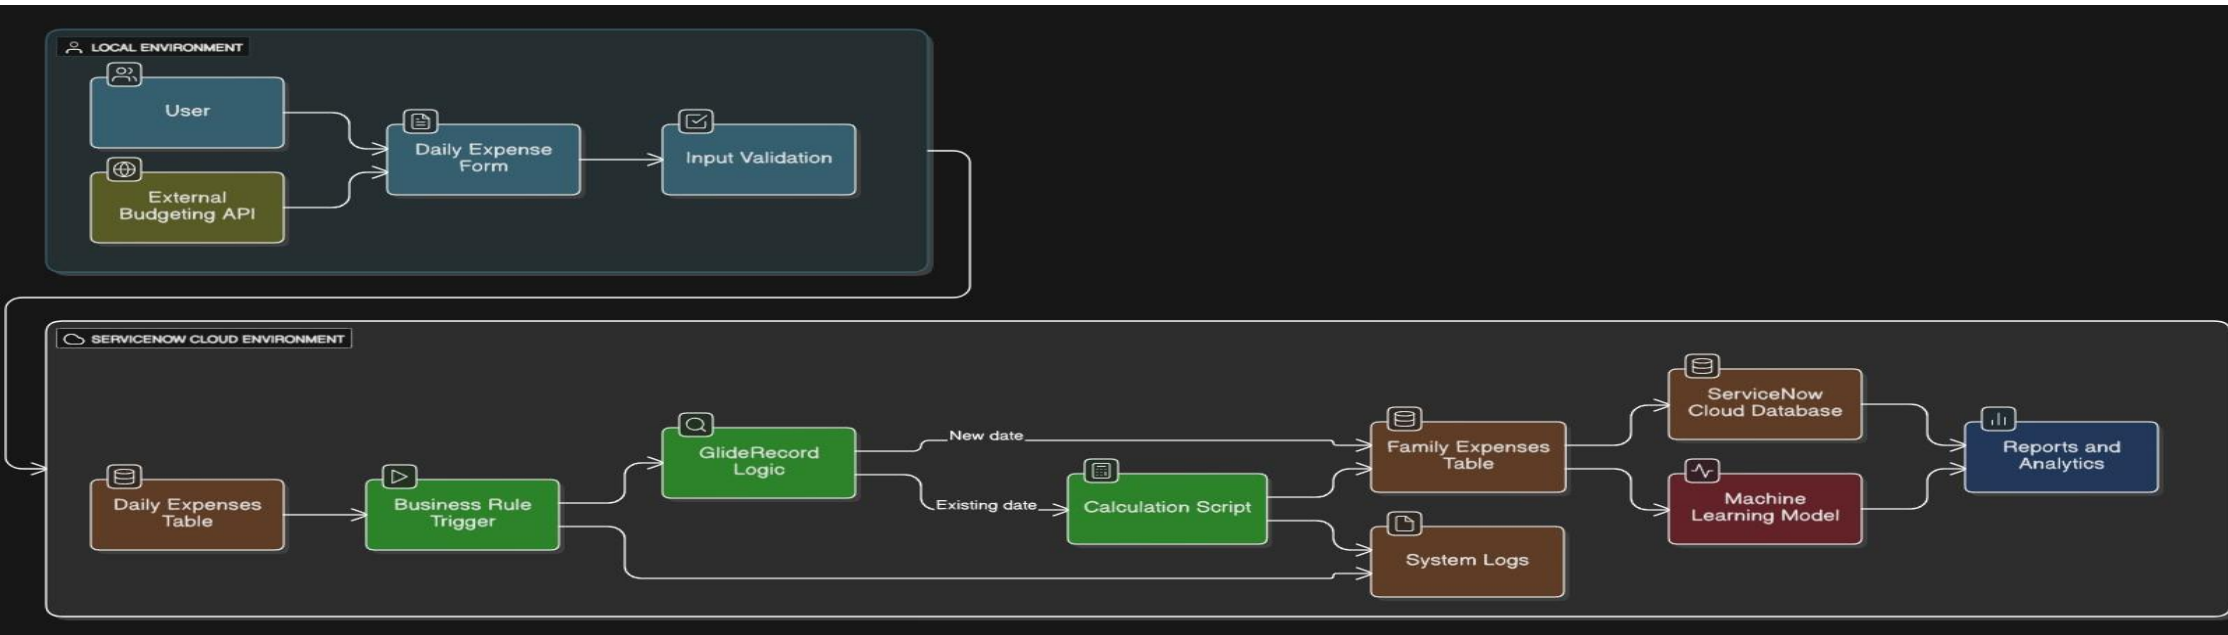 LOCAL ENVIRONMENT
User
External
Budgeting API
Daily Expense
Form
Input Validation
SERVICENOW CLOUD ENVIRONMENT
Daily Expenses
Table
Business Rule
Trigger
GlideRecord
Logic
New date
Existing date
Calculation Script
Family Expenses
Table
System Logs
ServiceNow
Cloud Database
Machine
Learning Model
Reports and
Analytics